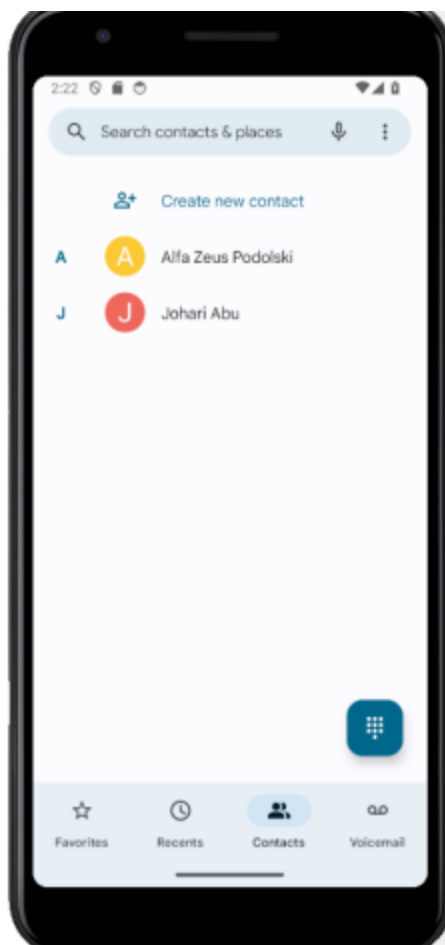 2:22
Search contacts & places
Create new contact
A A Alfa Zeus Podolski
J J Johari Abu
Favorites Recents Contacts Voicemail